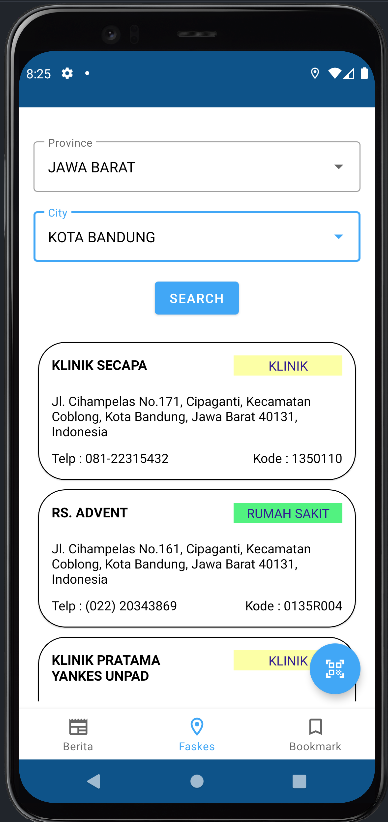 8:25
Province
JAWA BARAT
City
KOTA BANDUNG
SEARCH
KLINIK SECAPA
KLINIK
Jl. Cihampelas No.171, Cipaganti, Kecamatan
Coblong, Kota Bandung, Jawa Barat 40131,
Indonesia
Telp : 081-22315432
Kode : 1350110
RS. ADVENT
RUMAH SAKIT
Jl. Cihampelas No.161, Cipaganti, Kecamatan
Coblong, Kota Bandung, Jawa Barat 40131,
Indonesia
Telp : (022) 20343869
Kode : 0135R004
KLINIK PRATAMA
YANKES UNPAD
KLINIK
Berita
Faskes
Bookmark